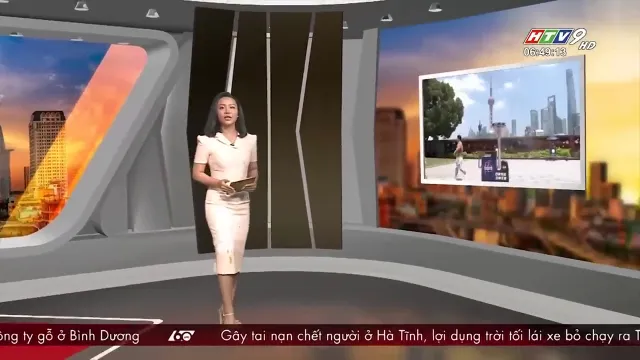 HTV9 HD
06:49:13
ông ty gỗ ở Bình Dương 60 Gây tai nạn chết người ở Hà Tĩnh, lợi dụng trời tối lái xe bỏ chạy ra T